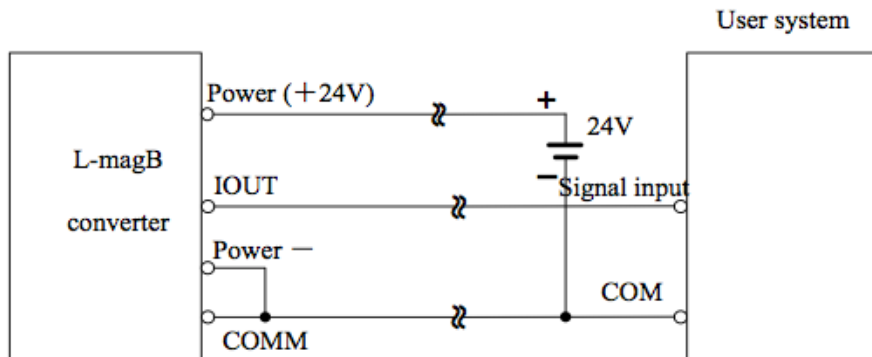 User system
Power (＋24V)
+
24V
L-magB
converter
IOUT
−
Signal input
Power －
COM
COMM